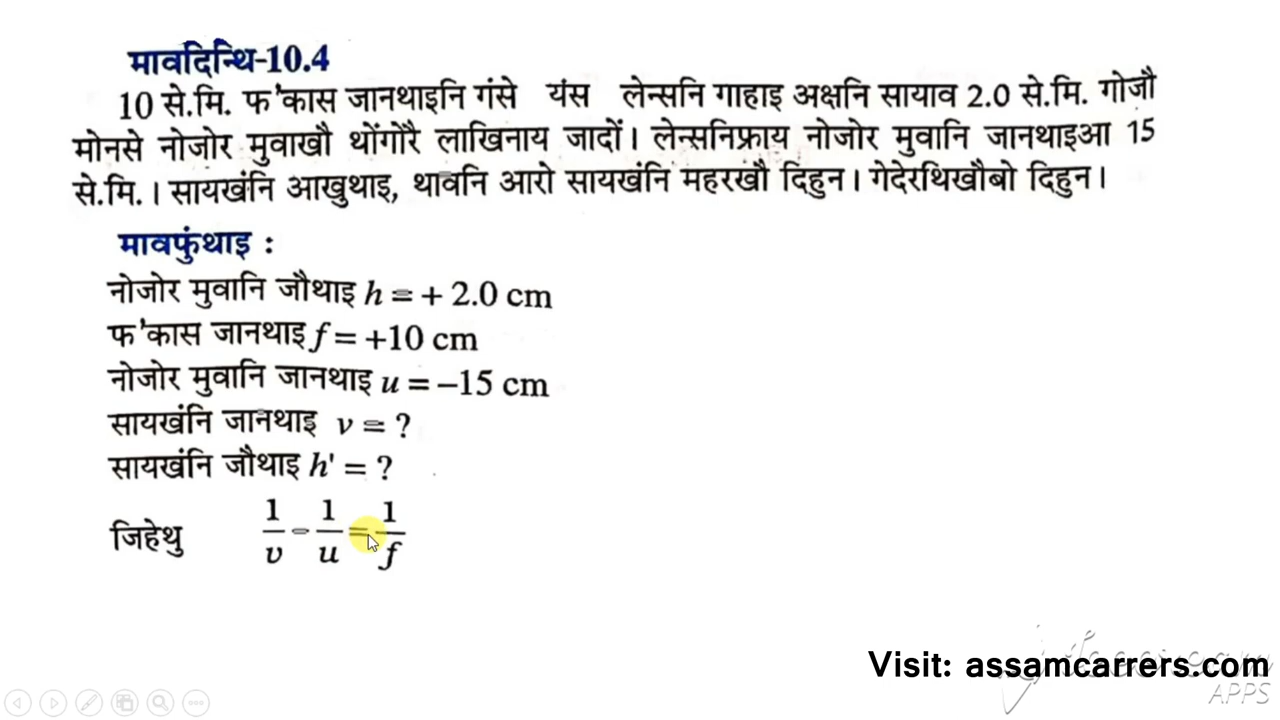 मावदिन्थि-10.4
10 से.मि. फ'कास जानथाइनि गंसे यंस लेन्सनि गाहाइ अक्षनि सायाव 2.0 से.मि. गोजौ
मोनसे नोजोर मुवाखौ थोंगोरै लाखिनाय जादों। लेन्सनिफ्राय नोजोर मुवानि जानथाइआ 15
से.मि.। सायखंनि आखुथाइ, थावनि आरो सायखंनि महरखौ दिहुन। गेदेरथिखौबो दिहुन।
मावफुंथाइ :
नोजोर मुवानि जौथाइ h = + 2.0 cm
फ'कास जानथाइ f = +10 cm
नोजोर मुवानि जानथाइ u = –15 cm
सायखंनि जानथाइ v = ?
सायखंनि जौथाइ h' = ?
जिहेथु 1/v - 1/u = 1/f
Visit: assamcarrers.com
APPS